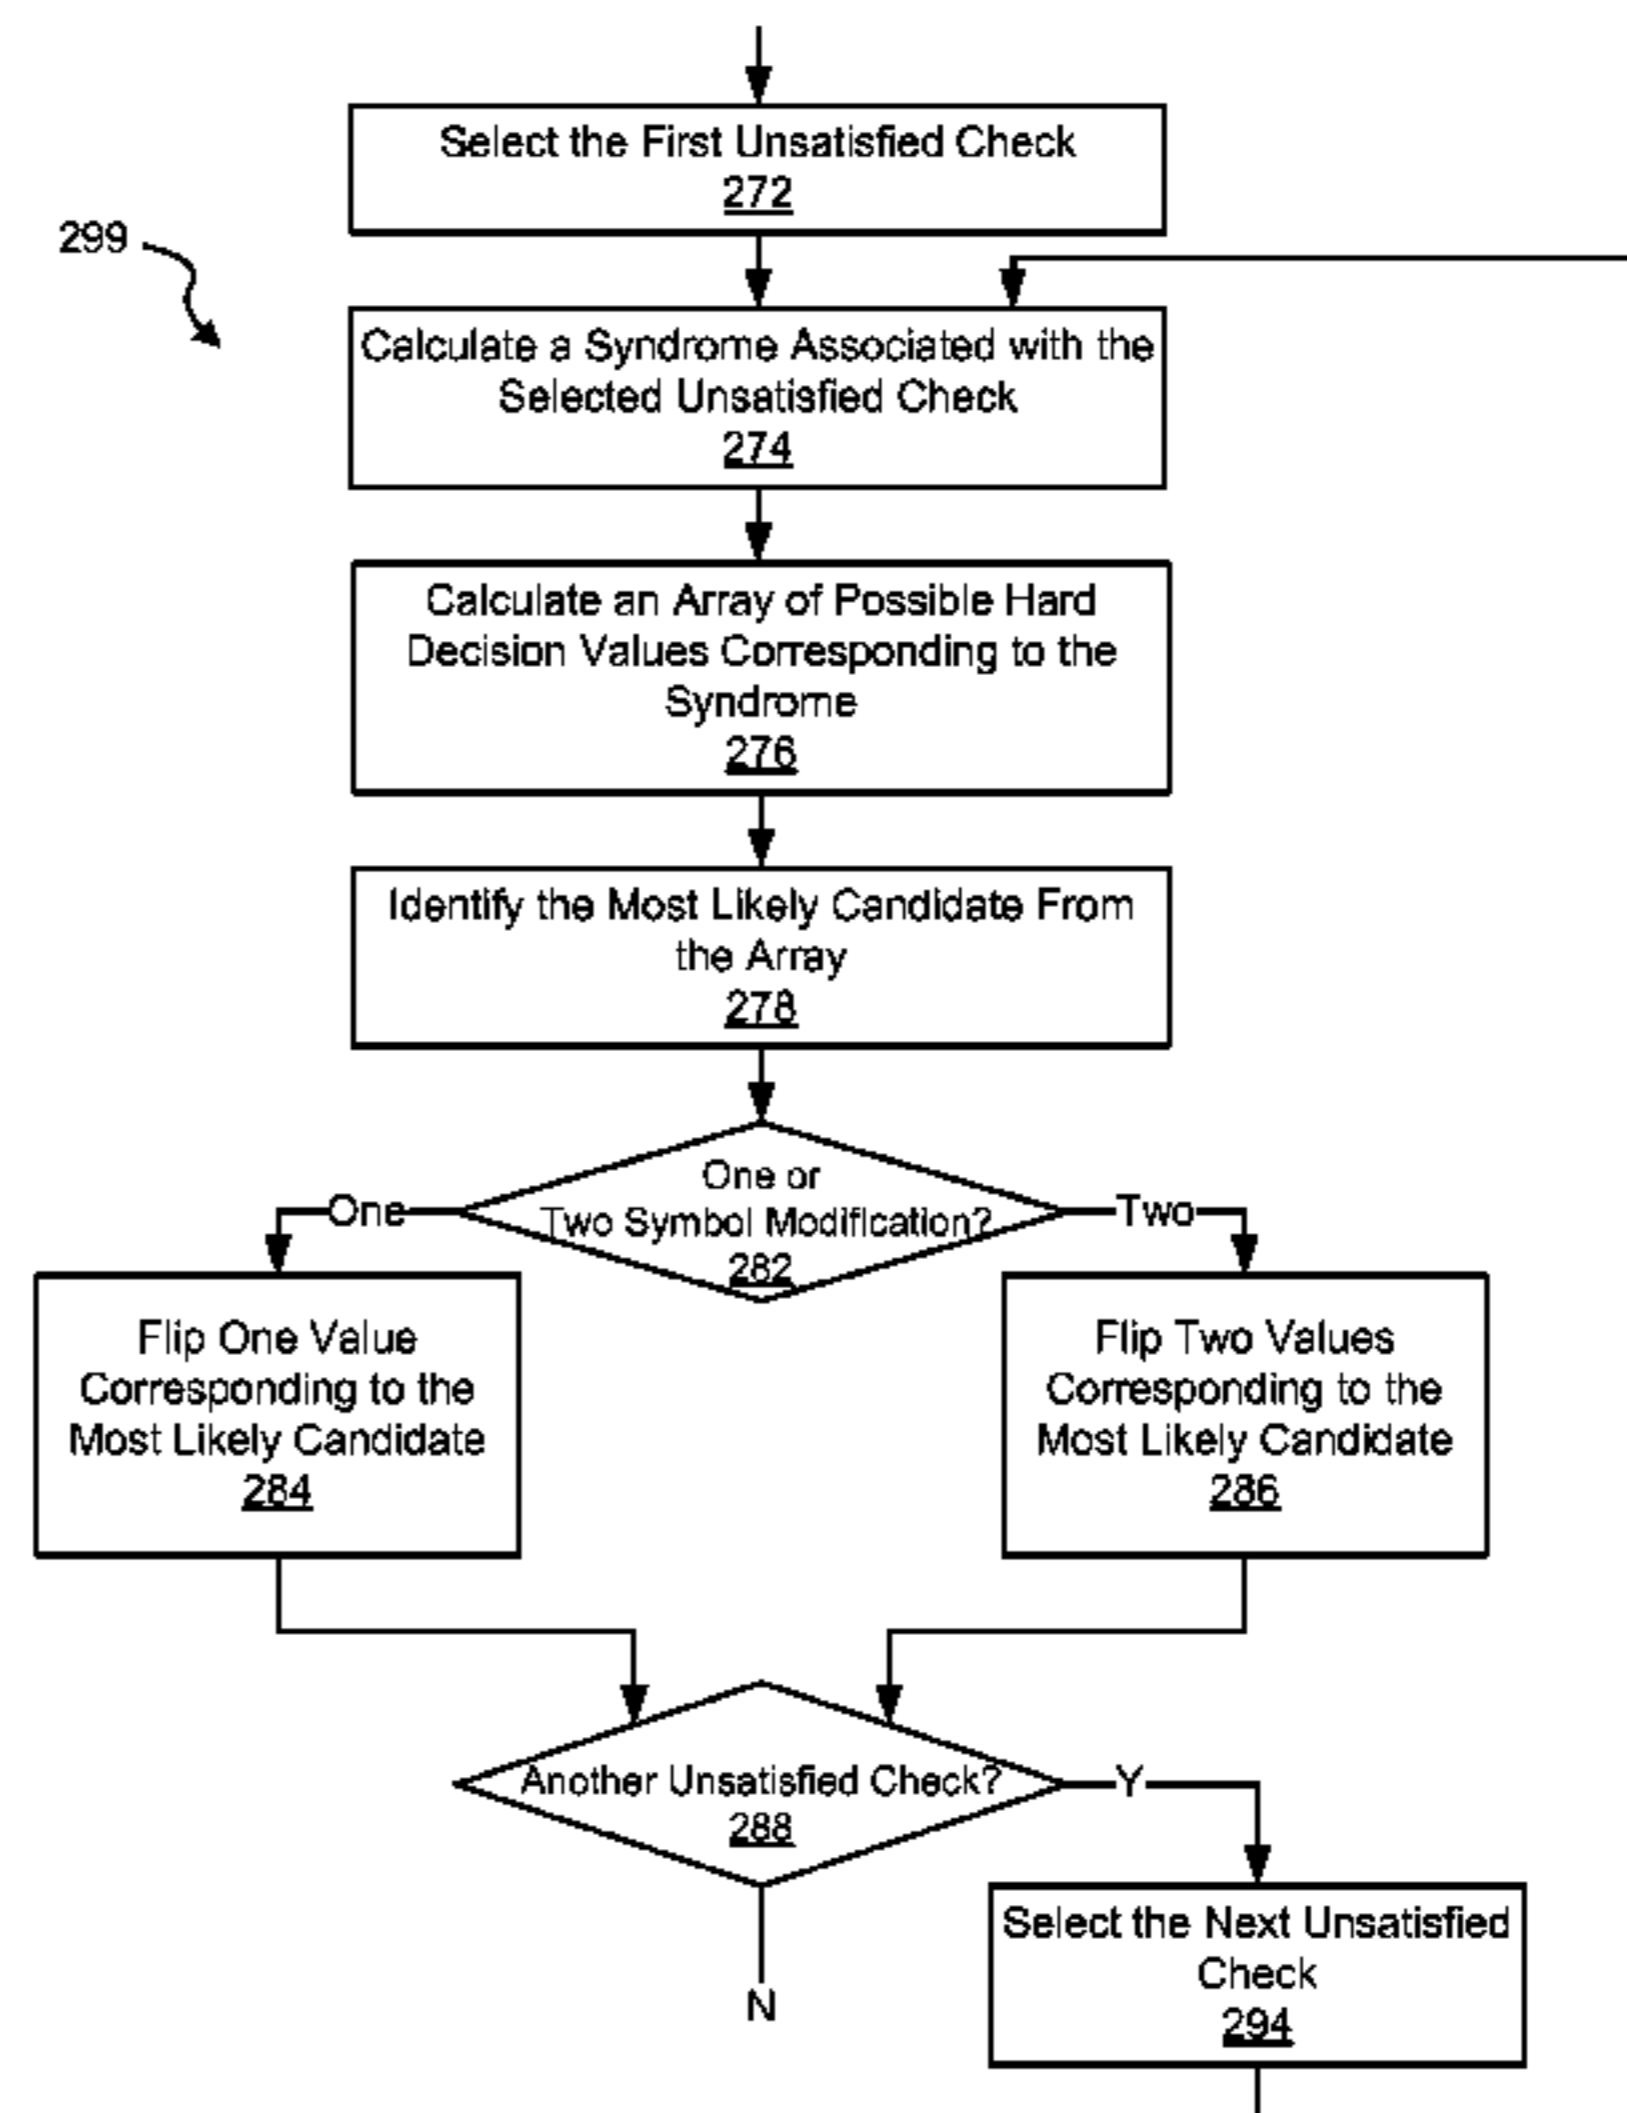 Select the First Unsatisfied Check
272
299
Calculate a Syndrome Associated with the
Selected Unsatisfied Check
274
Calculate an Array of Possible Hard
Decision Values Corresponding to the
Syndrome
276
Identify the Most Likely Candidate From
the Array
278
One or
Two Symbol Modification?
282
One
Two
Flip One Value
Corresponding to the
Most Likely Candidate
284
Flip Two Values
Corresponding to the
Most Likely Candidate
286
Another Unsatisfied Check?
288
Y
N
Select the Next Unsatisfied
Check
294